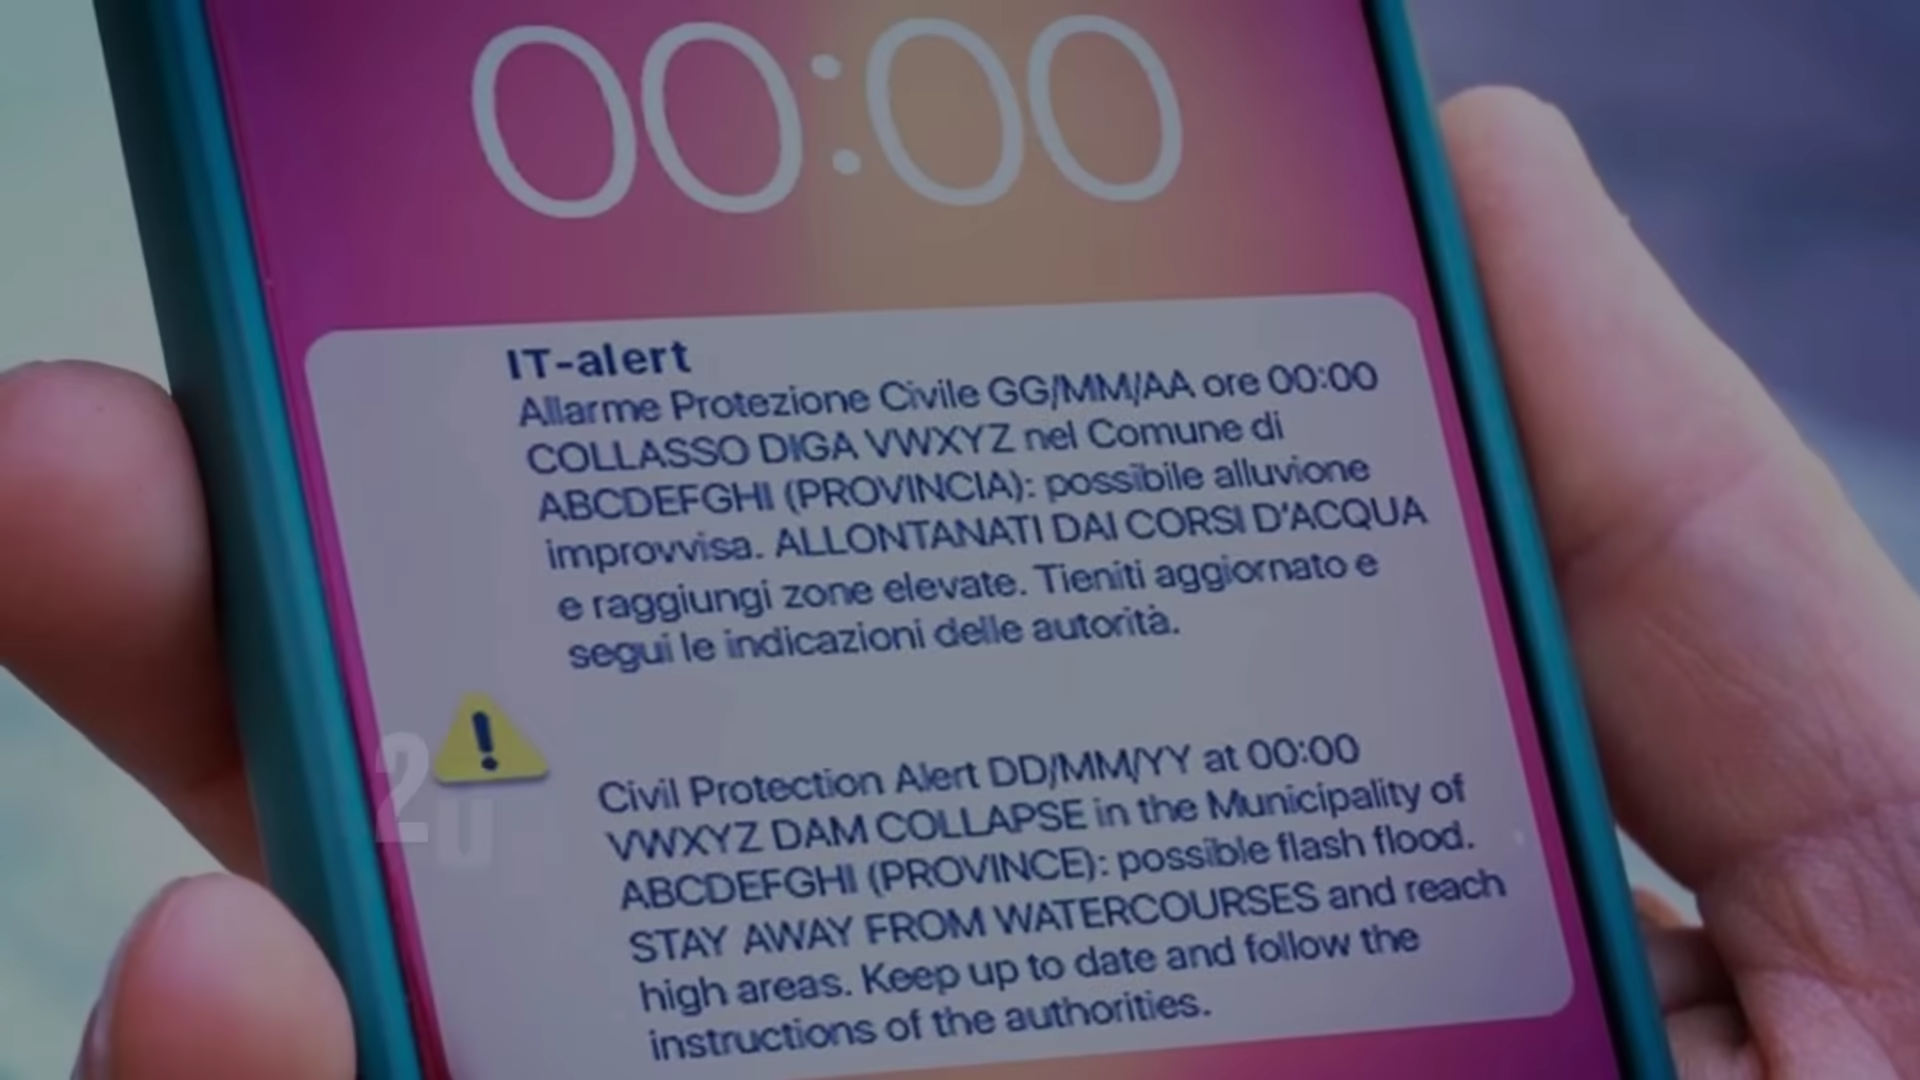 00:00
IT-alert
Allarme Protezione Civile GG/MM/AA ore 00:00
COLLASSO DIGA VWXYZ nel Comune di
ABCDEFGHI (PROVINCIA): possibile alluvione
improvvisa. ALLONTANATI DAI CORSI D'ACQUA
e raggiungi zone elevate. Tieniti aggiornato e
segui le indicazioni delle autorità.
Civil Protection Alert DD/MM/YY at 00:00
VWXYZ DAM COLLAPSE in the Municipality of
ABCDEFGHI (PROVINCE): possible flash flood.
STAY AWAY FROM WATERCOURSES and reach
high areas. Keep up to date and follow the
instructions of the authorities.
2u